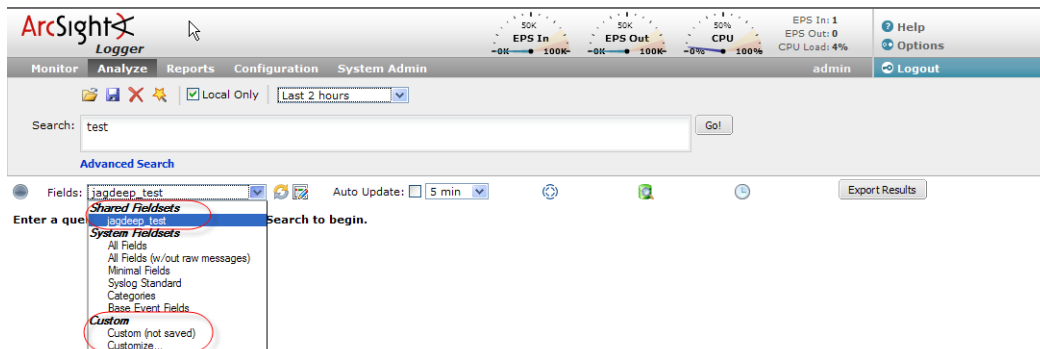 ArcSight
Logger
50K
EPS In
-0K 100K-
50K
EPS Out
-0K 100K-
50%
CPU
-0% 100%
EPS In: 1
EPS Out: 0
CPU Load: 4%
Help
Options
Monitor Analyze Reports Configuration System Admin admin Logout
Local Only Last 2 hours
Search: test Go!
Advanced Search
Fields: jagdeep_test Auto Update: 5 min Export Results
Shared Fieldsets
jagdeep_test
Enter a que Search to begin.
System Fieldsets
All Fields
All Fields (w/out raw messages)
Minimal Fields
Syslog Standard
Categories
Base Event Fields
Custom
Custom (not saved)
Customize...